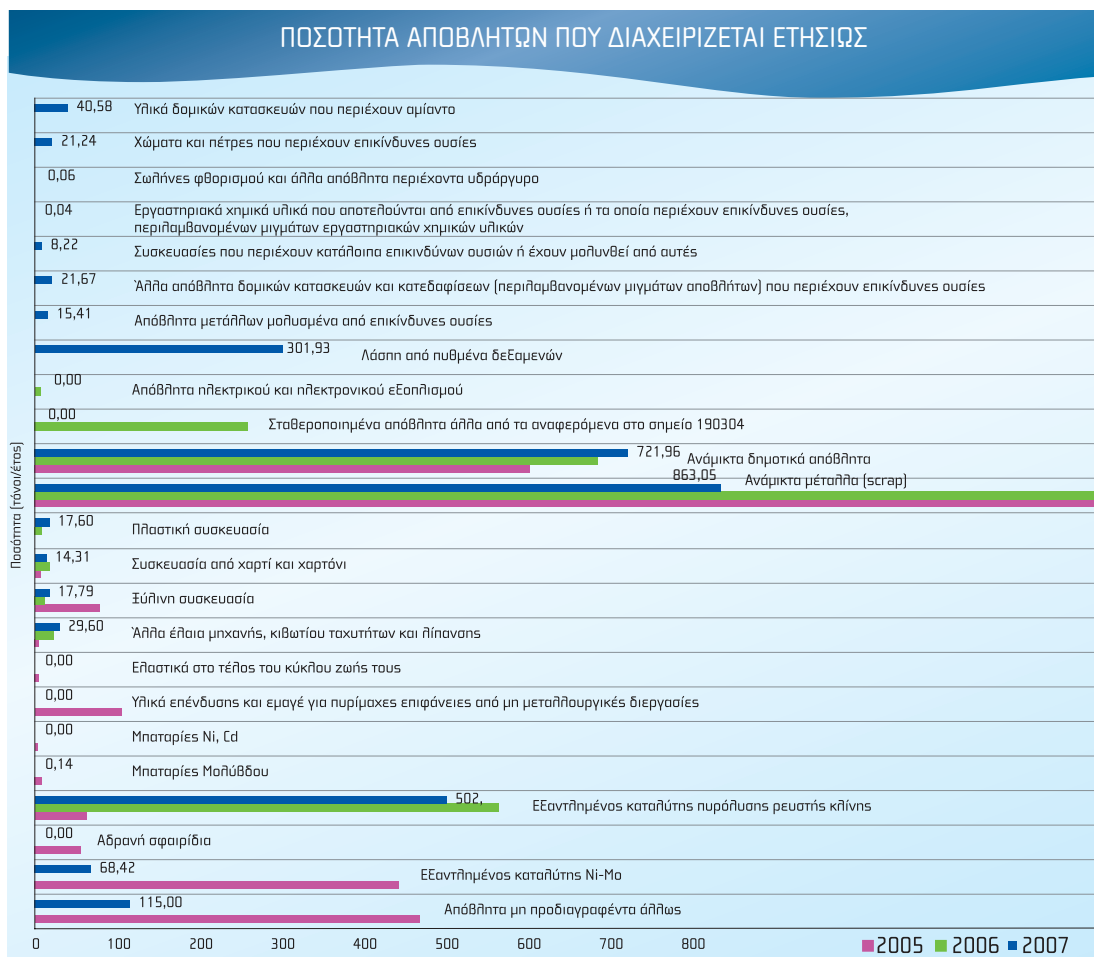 ΠΟΣΟΤΗΤΑ ΑΠΟΒΛΗΤΩΝ ΠΟΥ ΔΙΑΧΕΙΡΙΖΕΤΑΙ ΕΤΗΣΙΩΣ
40,58 Υλικά δομικών κατασκευών που περιέχουν αμίαντο
21,24 Χώματα και πέτρες που περιέχουν επικίνδυνες ουσίες
0,06 Σωλήνες φθορισμού και άλλα απόβλητα περιέχοντα υδράργυρο
0,04 Εργαστηριακά χημικά υλικά που αποτελούνται από επικίνδυνες ουσίες ή τα οποία περιέχουν επικίνδυνες ουσίες,
περιλαμβανομένων μιγμάτων εργαστηριακών χημικών υλικών
8,22 Συσκευασίες που περιέχουν κατάλοιπα επικινδύνων ουσιών ή έχουν μολυνθεί από αυτές
21,67 Άλλα απόβλητα δομικών κατασκευών και κατεδαφίσεων (περιλαμβανομένων μιγμάτων αποβλήτων) που περιέχουν επικίνδυνες ουσίες
15,41 Απόβλητα μετάλλων μολυσμένα από επικίνδυνες ουσίες
301,93 Λάσπη από πυθμένα δεξαμενών
0,00 Απόβλητα ηλεκτρικού και ηλεκτρονικού εξοπλισμού
0,00 Σταθεροποιημένα απόβλητα άλλα από τα αναφερόμενα στο σημείο 190304
721,96 Ανάμικτα δημοτικά απόβλητα
863,05 Ανάμικτα μέταλλα (scrap)
17,60 Πλαστική συσκευασία
14,31 Συσκευασία από χαρτί και χαρτόνι
17,79 Ξύλινη συσκευασία
29,60 Άλλα έλαια μηχανής, κιβωτίου ταχυτήτων και λίπανσης
0,00 Ελαστικά στο τέλος του κύκλου ζωής τους
0,00 Υλικά επένδυσης και εμαγέ για πυρίμαχες επιφάνειες από μη μεταλλουργικές διεργασίες
0,00 Μπαταρίες Ni, Cd
0,14 Μπαταρίες Μολύβδου
502, Εξαντλημένος καταλύτης πυρόλυσης ρευστής κλίνης
0,00 Αδρανή σφαιρίδια
68,42 Εξαντλημένος καταλύτης Ni-Mo
115,00 Απόβλητα μη προδιαγραφέντα άλλως
Ποσότητα (τόνοι/έτος)
0 100 200 300 400 500 600 700 800
2005 2006 2007